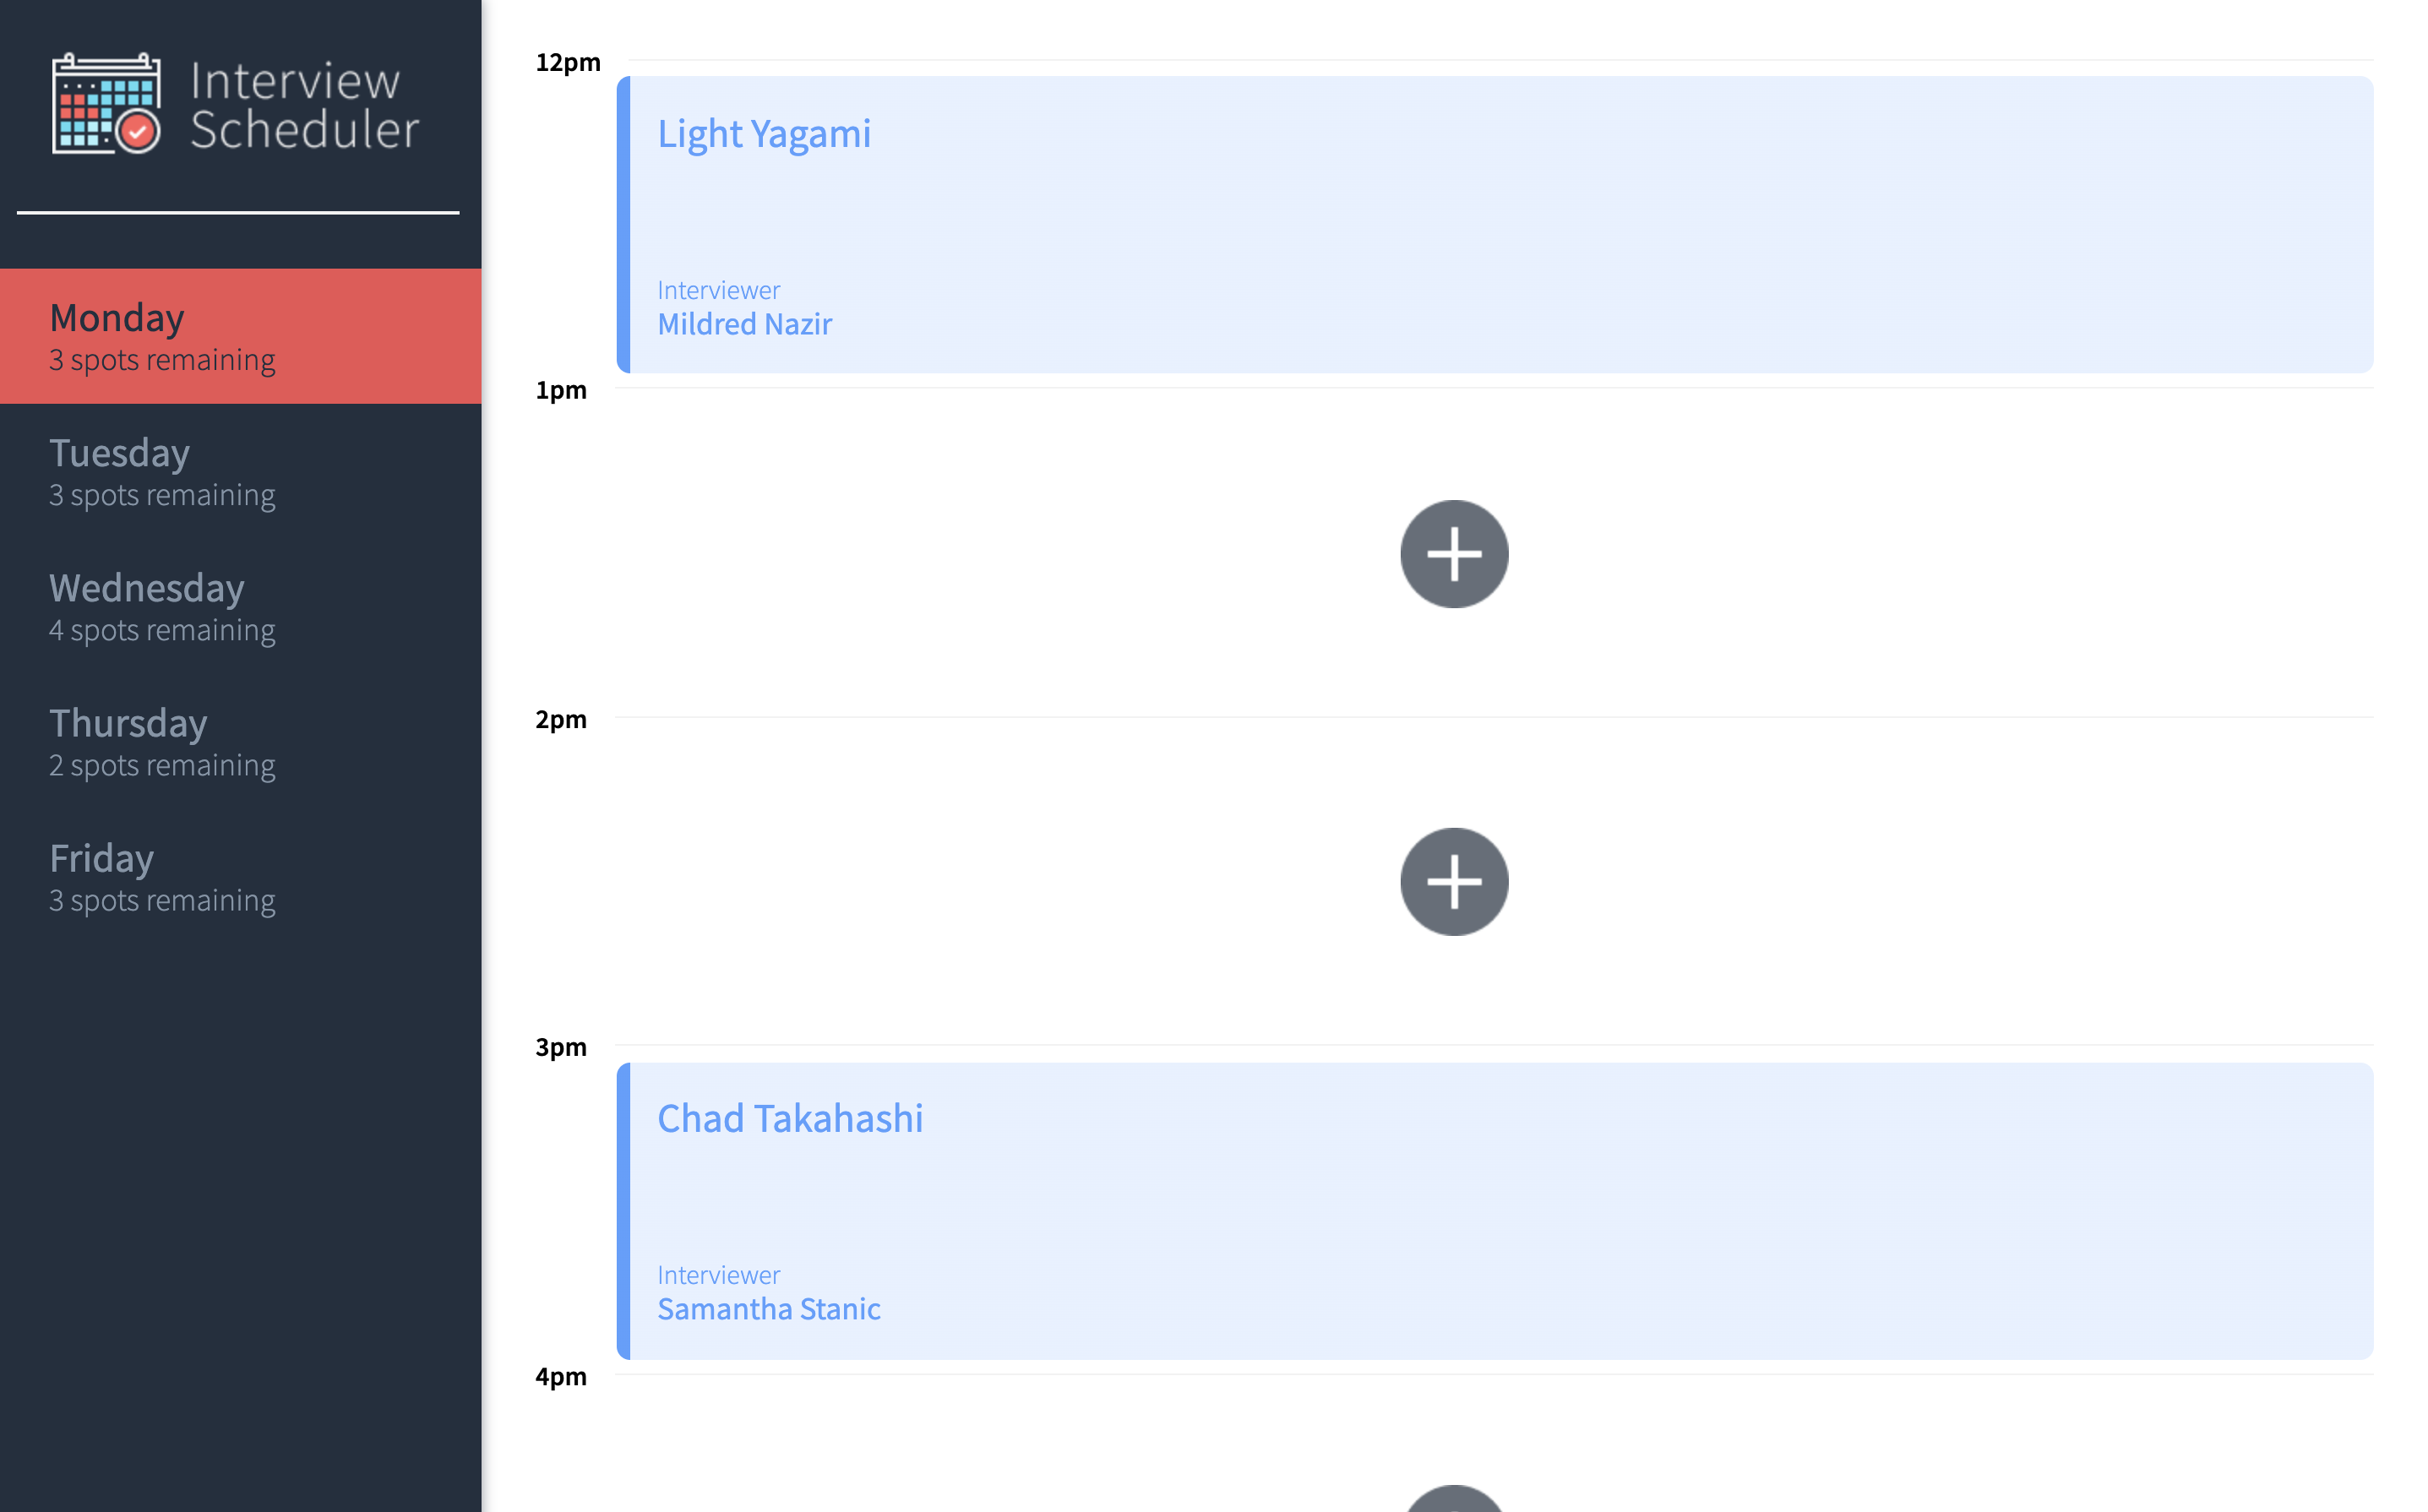 Interview
Scheduler
Monday
3 spots remaining
Tuesday
3 spots remaining
Wednesday
4 spots remaining
Thursday
2 spots remaining
Friday
3 spots remaining
12pm
Light Yagami
Interviewer
Mildred Nazir
1pm
2pm
3pm
Chad Takahashi
Interviewer
Samantha Stanic
4pm